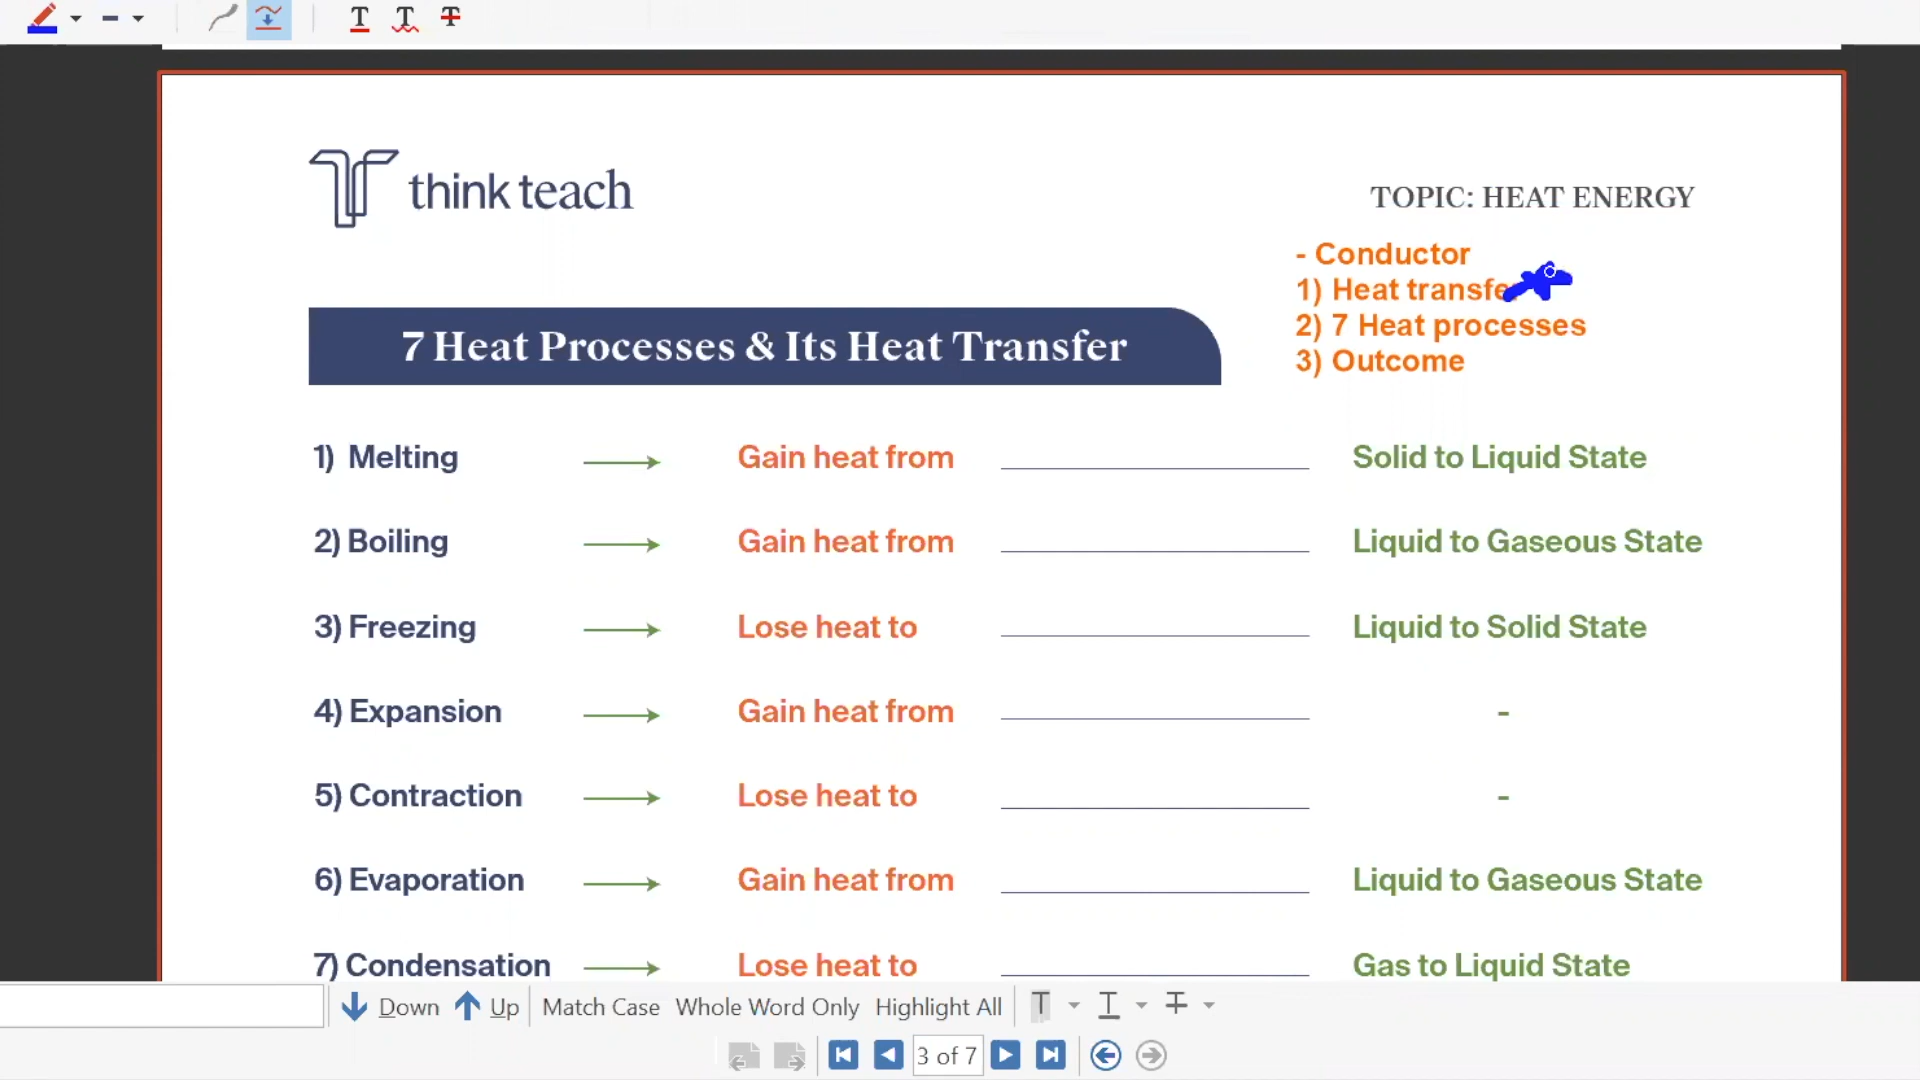 think teach
TOPIC: HEAT ENERGY
- Conductor
1) Heat transfer
2) 7 Heat processes
3) Outcome
7 Heat Processes & Its Heat Transfer
1) Melting Gain heat from Solid to Liquid State
2) Boiling Gain heat from Liquid to Gaseous State
3) Freezing Lose heat to Liquid to Solid State
4) Expansion Gain heat from -
5) Contraction Lose heat to -
6) Evaporation Gain heat from Liquid to Gaseous State
7) Condensation Lose heat to Gas to Liquid State
Down Up Match Case Whole Word Only Highlight All
3 of 7